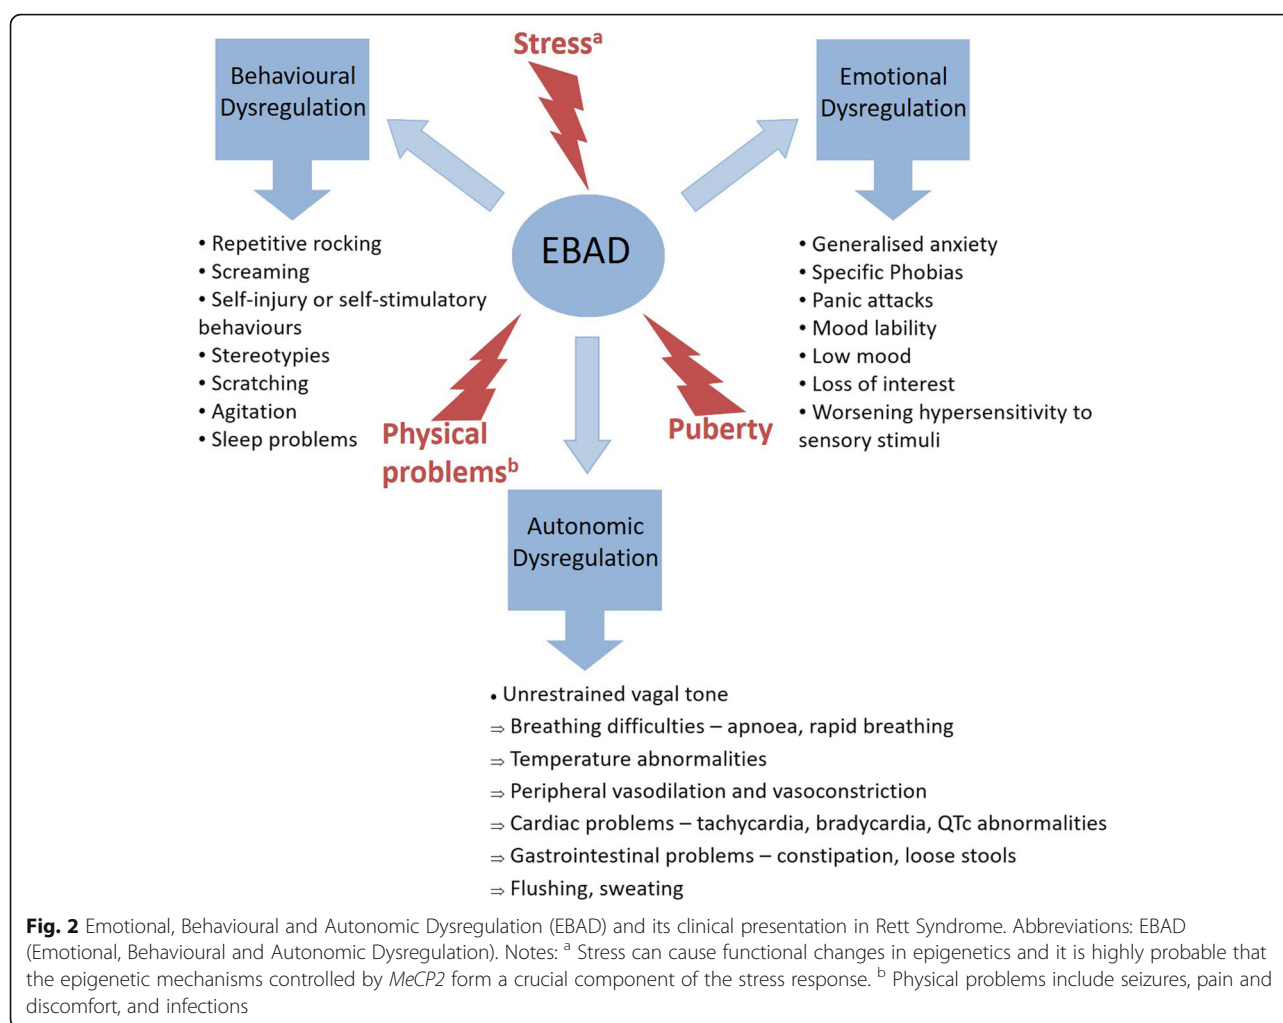 Stressᵃ
Behavioural
Dysregulation
Emotional
Dysregulation
EBAD
• Repetitive rocking
• Screaming
• Self-injury or self-stimulatory
behaviours
• Stereotypies
• Scratching
• Agitation
• Sleep problems
• Generalised anxiety
• Specific Phobias
• Panic attacks
• Mood lability
• Low mood
• Loss of interest
• Worsening hypersensitivity to
sensory stimuli
Physical
problemsᵇ
Puberty
Autonomic
Dysregulation
• Unrestrained vagal tone
⇒ Breathing difficulties – apnoea, rapid breathing
⇒ Temperature abnormalities
⇒ Peripheral vasodilation and vasoconstriction
⇒ Cardiac problems – tachycardia, bradycardia, QTc abnormalities
⇒ Gastrointestinal problems – constipation, loose stools
⇒ Flushing, sweating
Fig. 2 Emotional, Behavioural and Autonomic Dysregulation (EBAD) and its clinical presentation in Rett Syndrome. Abbreviations: EBAD
(Emotional, Behavioural and Autonomic Dysregulation). Notes: ᵃ Stress can cause functional changes in epigenetics and it is highly probable that
the epigenetic mechanisms controlled by MeCP2 form a crucial component of the stress response. ᵇ Physical problems include seizures, pain and
discomfort, and infections